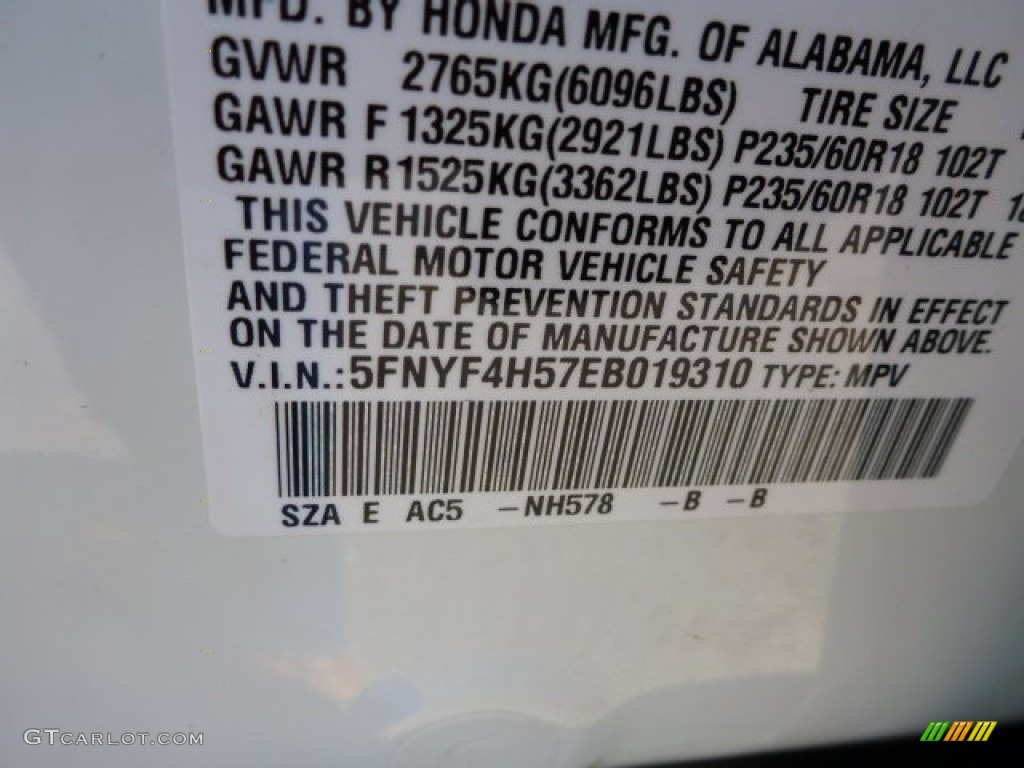 MFD. BY HONDA MFG. OF ALABAMA, LLC
GVWR 2765KG(6096LBS) TIRE SIZE
GAWR F 1325KG(2921LBS) P235/60R18 102T
GAWR R 1525KG(3362LBS) P235/60R18 102T
THIS VEHICLE CONFORMS TO ALL APPLICABLE
FEDERAL MOTOR VEHICLE SAFETY
AND THEFT PREVENTION STANDARDS IN EFFECT
ON THE DATE OF MANUFACTURE SHOWN ABOVE.
V.I.N.:5FNYF4H57EB019310 TYPE: MPV
SZA E AC5 -NH578 -B -B
GTCARLOT.COM